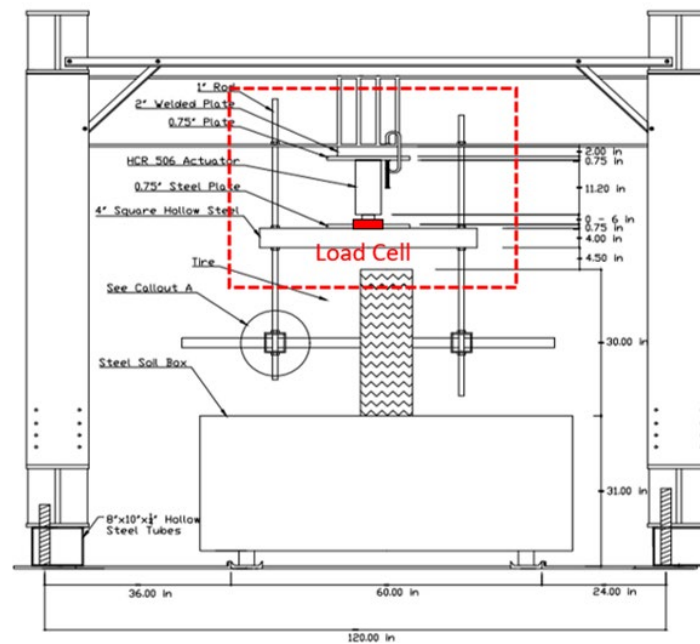 1" Rod
2" Welded Plate
0.75" Plate
HCR 506 Actuator
0.75" Steel Plate
4" Square Hollow Steel
Load Cell
Tire
See Callout A
Steel Soil Box
8"x10"x½" Hollow
Steel Tubes
2.00 in
0.75 in
11.20 in
0 - 6 in
0.75 in
4.00 in
4.50 in
30.00 in
31.00 in
36.00 in
60.00 in
24.00 in
120.00 in